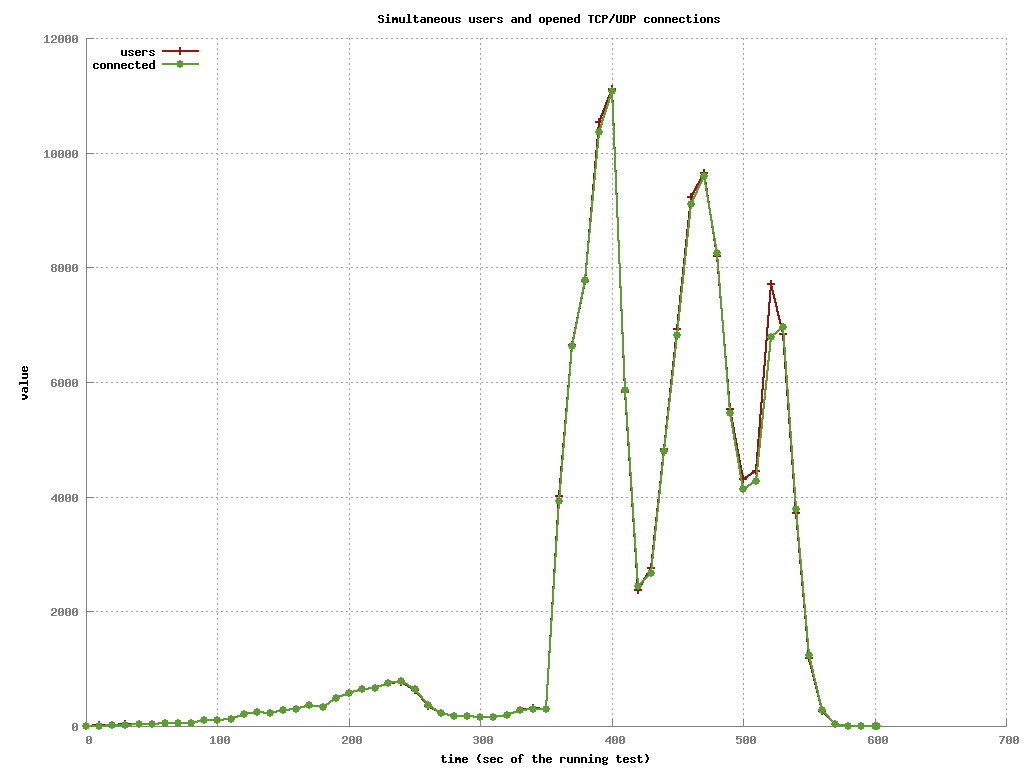 Simultaneous users and opened TCP/UDP connections
12000
users
connected
10000
8000
6000
value
4000
2000
0
0 100 200 300 400 500 600 700
time (sec of the running test)